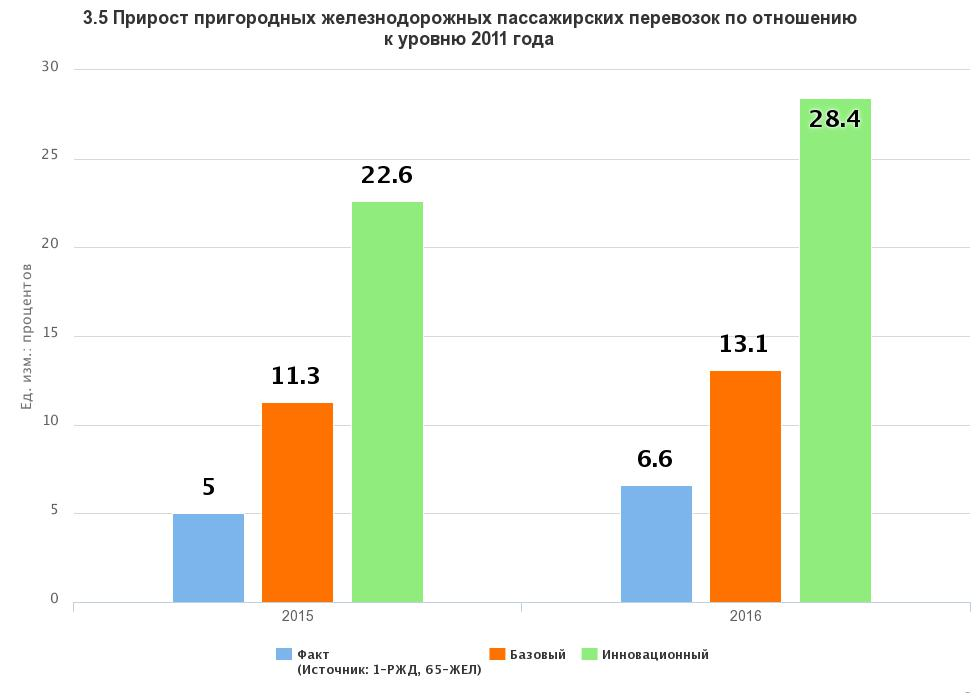 3.5 Прирост пригородных железнодорожных пассажирских перевозок по отношению
к уровню 2011 года
Ед. изм.: процентов
30
25
20
15
10
5
0
5
11.3
22.6
6.6
13.1
28.4
2015
2016
Факт
(Источник: 1-РЖД, 65-ЖЕЛ)
Базовый
Инновационный